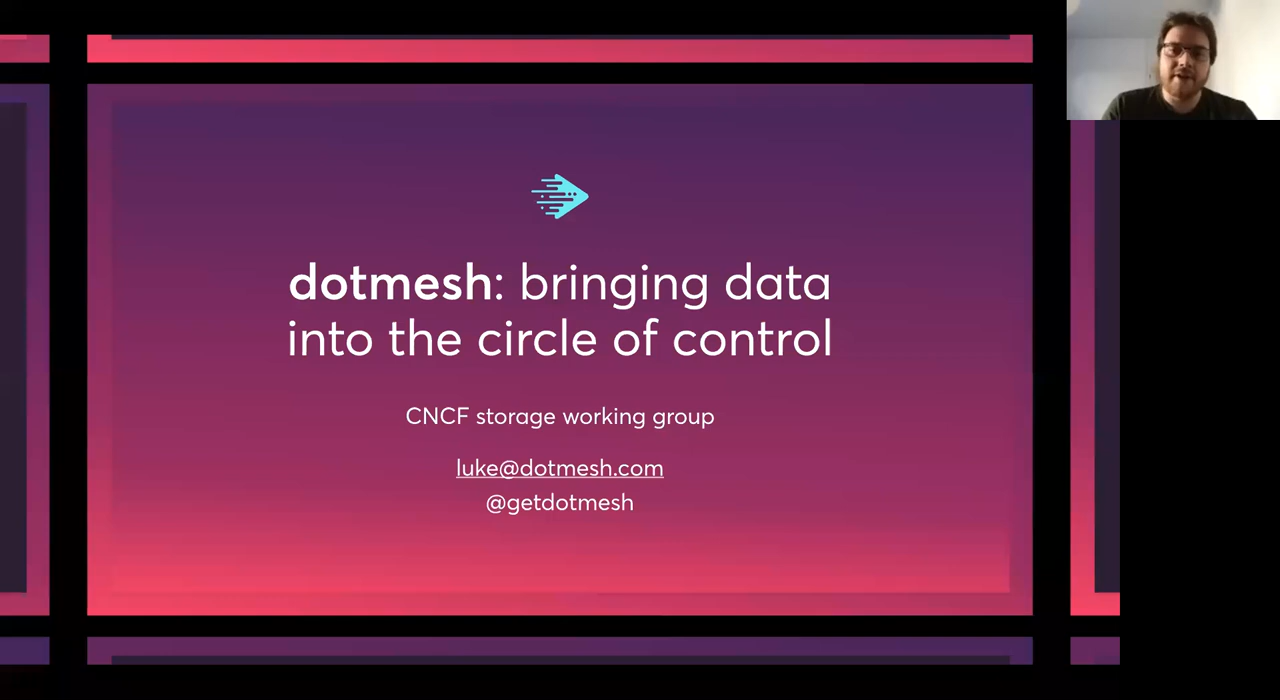 dotmesh: bringing data
into the circle of control
CNCF storage working group
luke@dotmesh.com
@getdotmesh